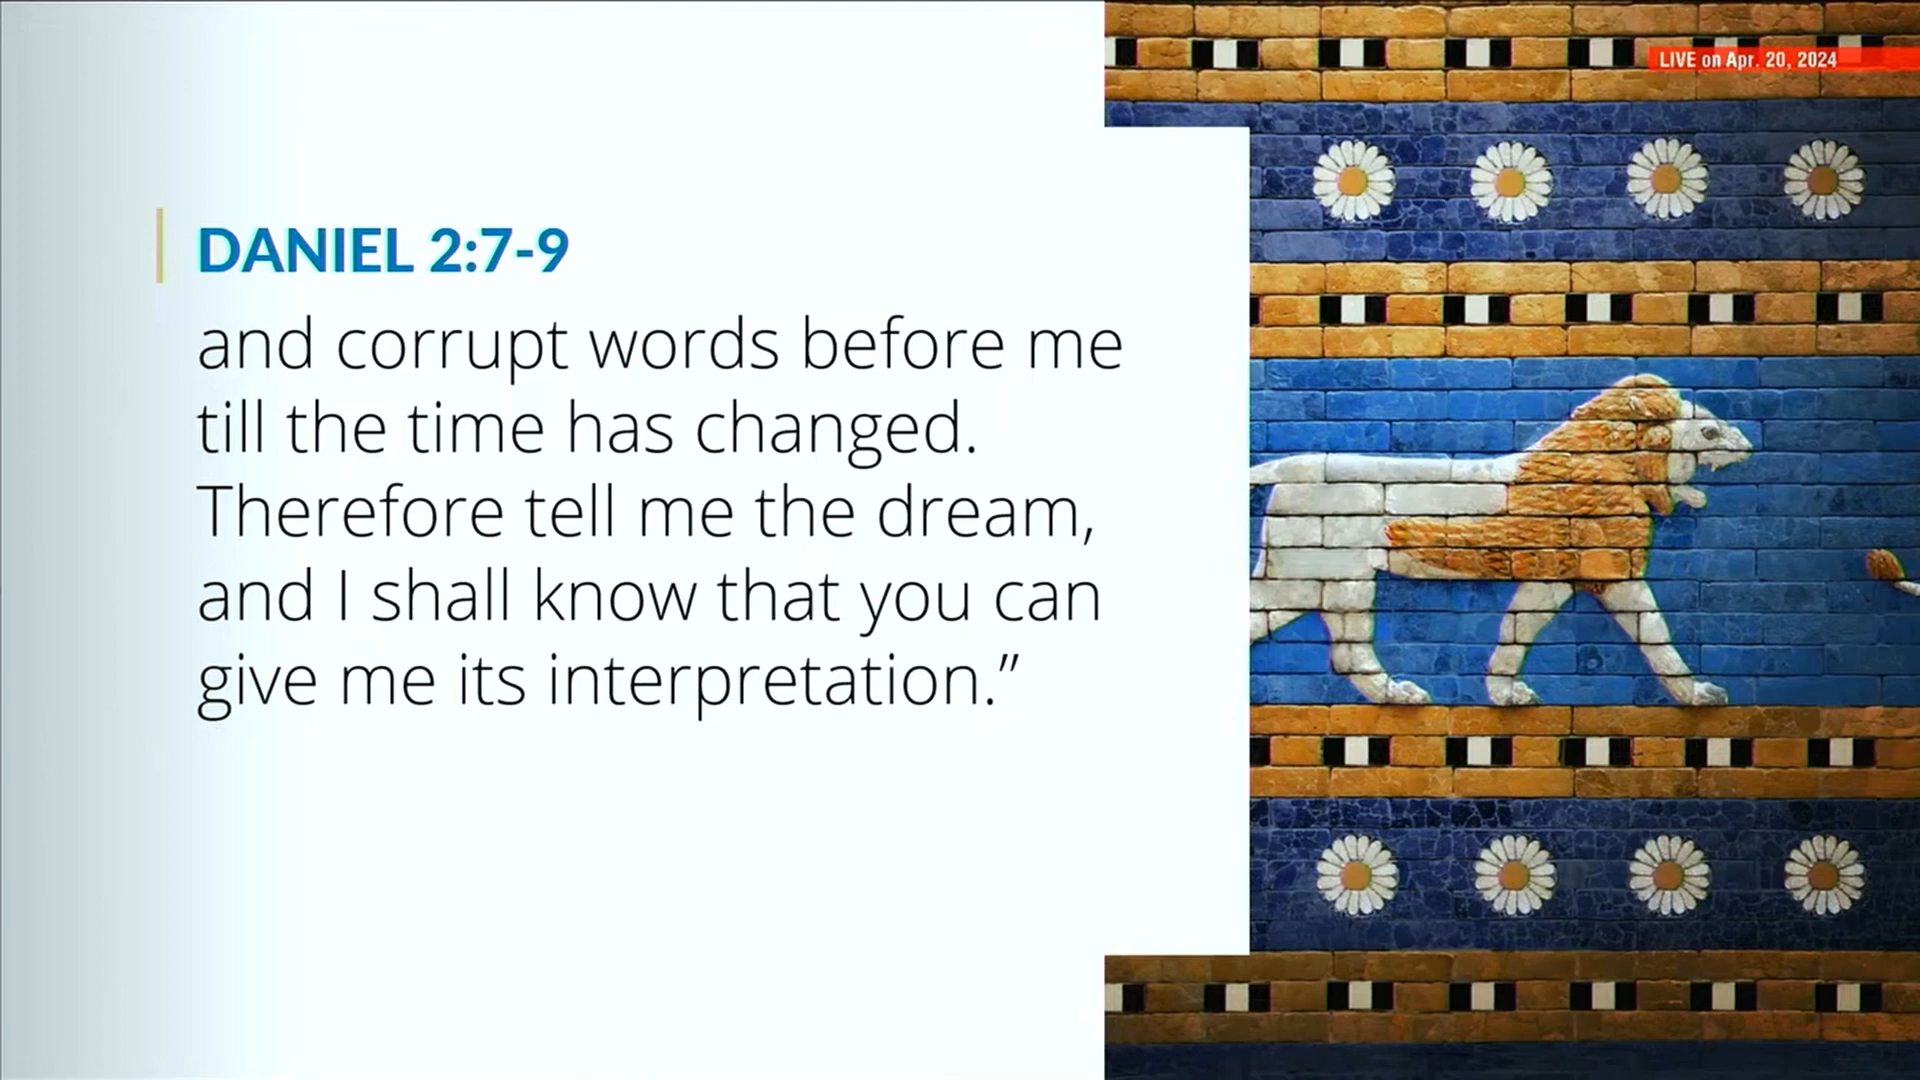 LIVE on Apr. 20, 2024
DANIEL 2:7-9
and corrupt words before me
till the time has changed.
Therefore tell me the dream,
and I shall know that you can
give me its interpretation.”